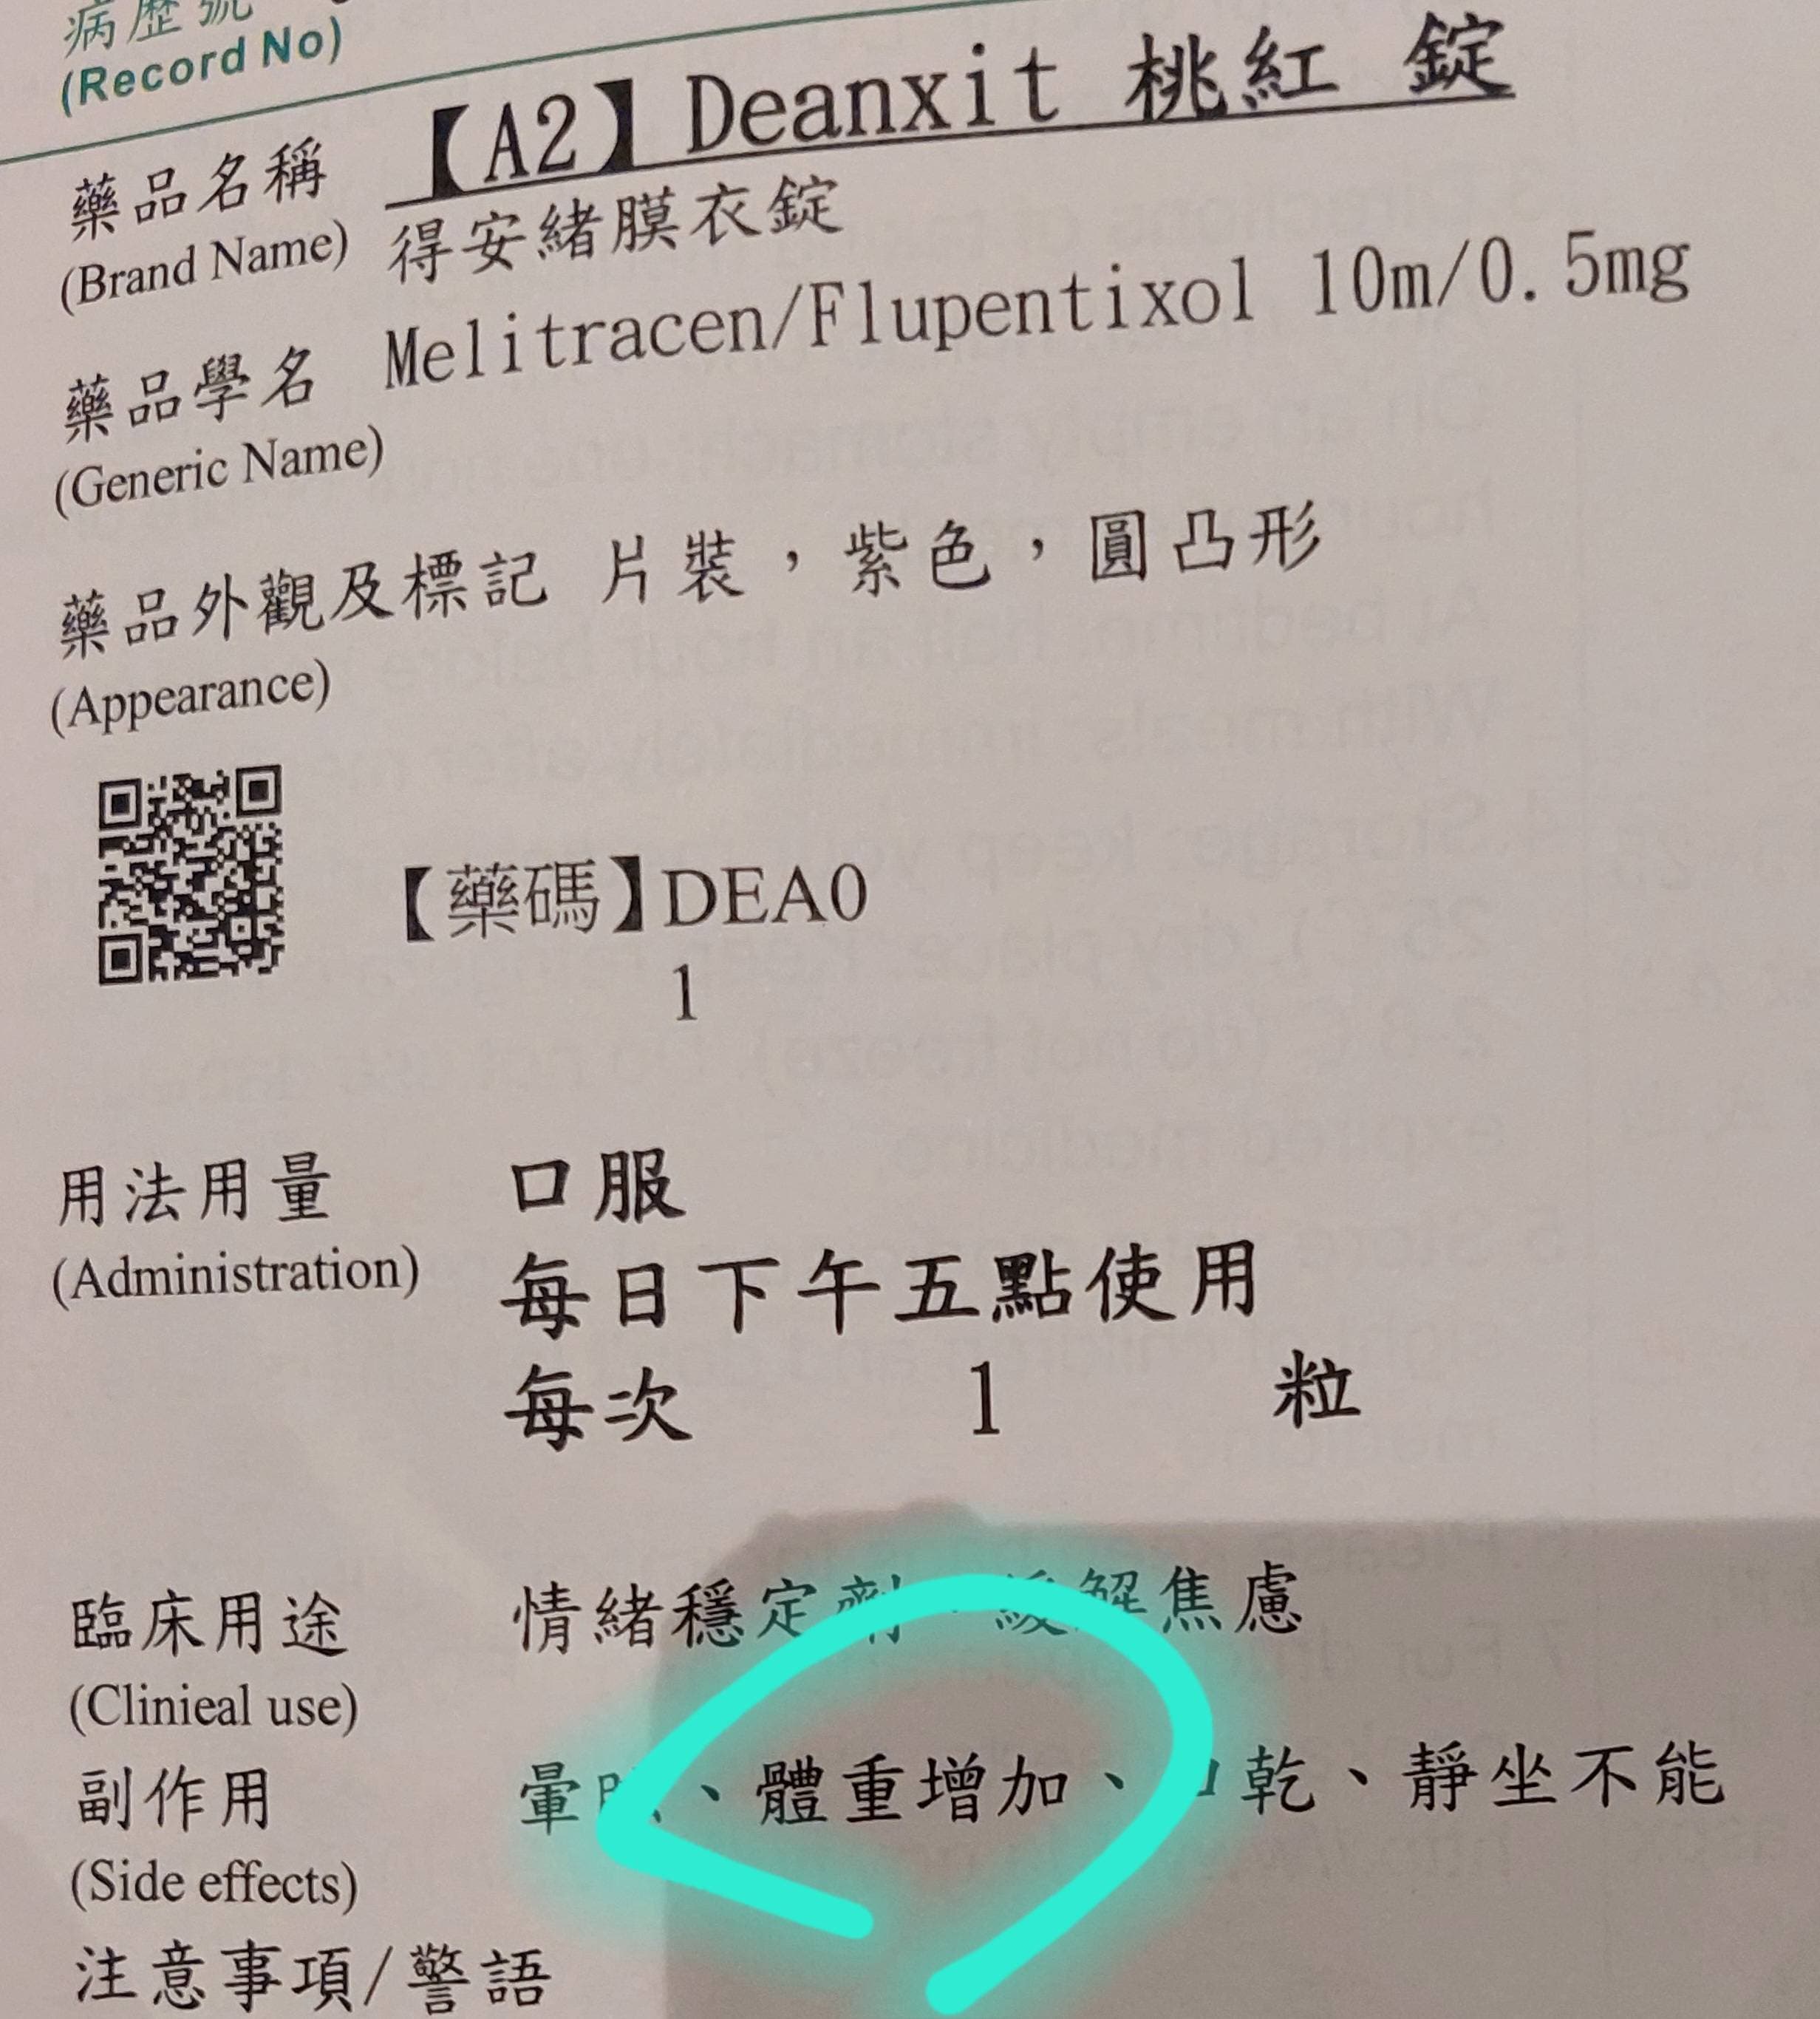 病歷號
(Record No)
藥品名稱 【A2】Deanxit 桃紅 錠
(Brand Name) 得安緒膜衣錠
藥品學名 Melitracen/Flupentixol 10m/0.5mg
(Generic Name)
藥品外觀及標記 片裝，紫色，圓凸形
(Appearance)
【藥碼】DEA0
1
用法用量 口服
(Administration) 每日下午五點使用
每次 1 粒
臨床用途 情緒穩定劑，緩解焦慮
(Clinieal use)
副作用 暈眩、體重增加、口乾、靜坐不能
(Side effects)
注意事項/警語